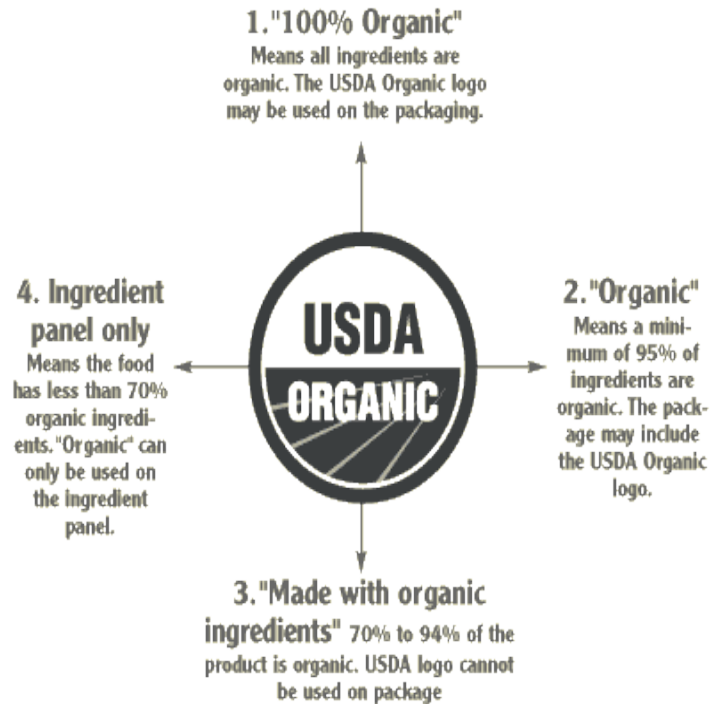 1."100% Organic"
Means all ingredients are
organic. The USDA Organic logo
may be used on the packaging.
USDA
ORGANIC
2."Organic"
Means a mini-
mum of 95% of
ingredients are
organic. The pack-
age may include
the USDA Organic
logo.
3."Made with organic
ingredients" 70% to 94% of the
product is organic. USDA logo cannot
be used on package
4. Ingredient
panel only
Means the food
has less than 70%
organic ingredi-
ents."Organic" can
only be used on
the ingredient
panel.